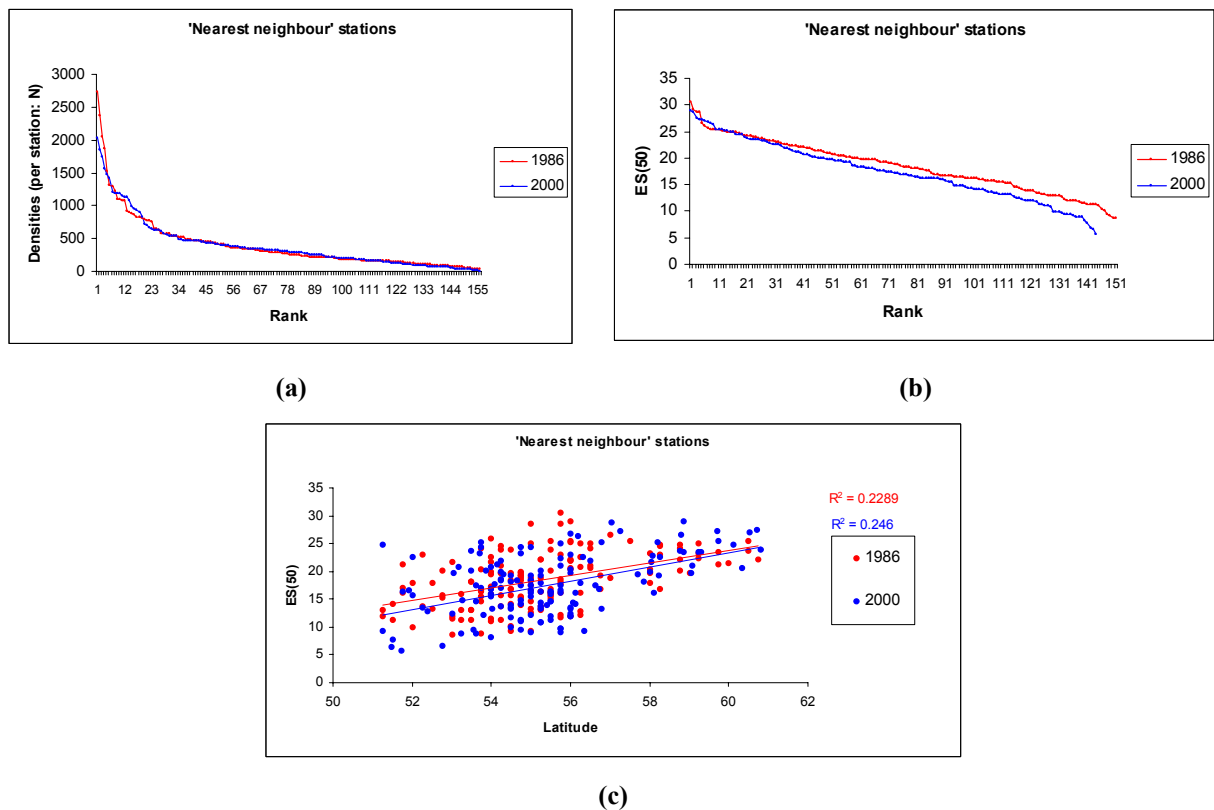 'Nearest neighbour' stations
Densities (per station: N)
3000
2500
2000
1500
1000
500
0
1 12 23 34 45 56 67 78 89 100 111 122 133 144 155
Rank
1986
2000
(a)
'Nearest neighbour' stations
ES(50)
35
30
25
20
15
10
5
0
1 11 21 31 41 51 61 71 81 91 101 111 121 131 141 151
Rank
1986
2000
(b)
'Nearest neighbour' stations
ES(50)
35
30
25
20
15
10
5
0
50 52 54 56 58 60 62
Latitude
R² = 0.2289
R² = 0.246
1986
2000
(c)